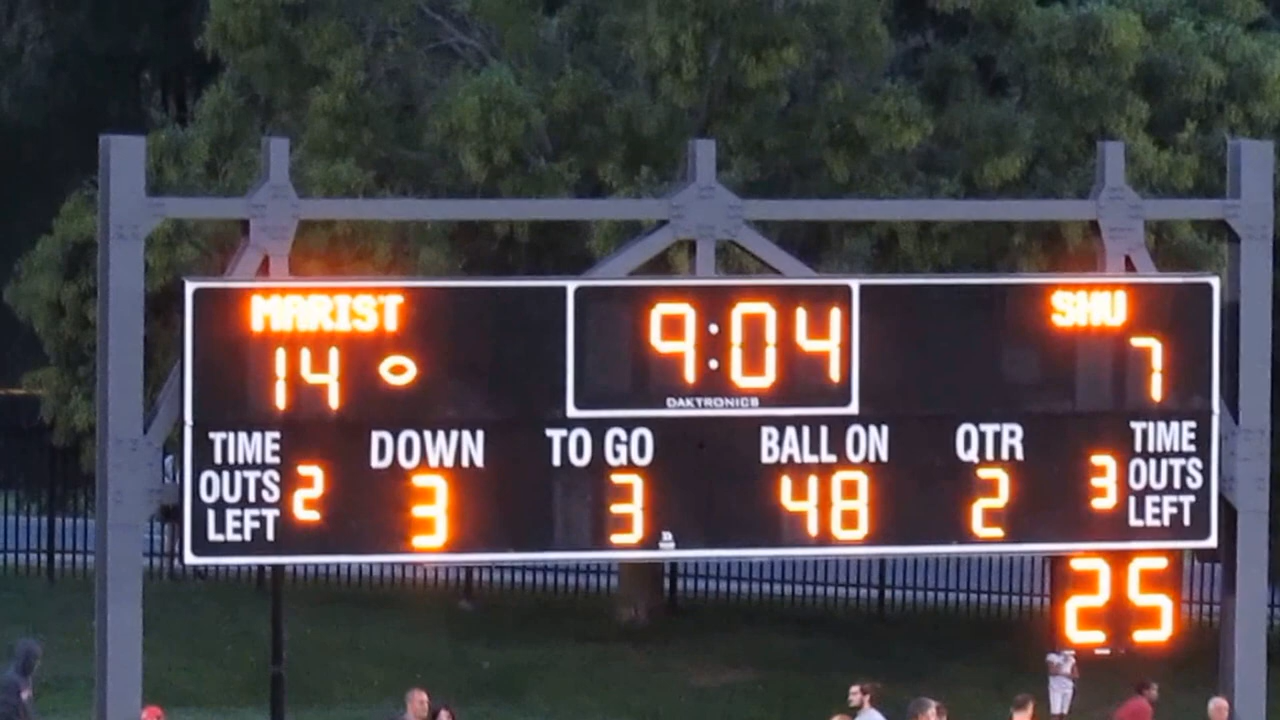 MARIST 9:04 SHU
14 7
DAKTRONICS
TIME OUTS LEFT 2
DOWN 3
TO GO 3
BALL ON 48
QTR 2
3 TIME OUTS LEFT
25